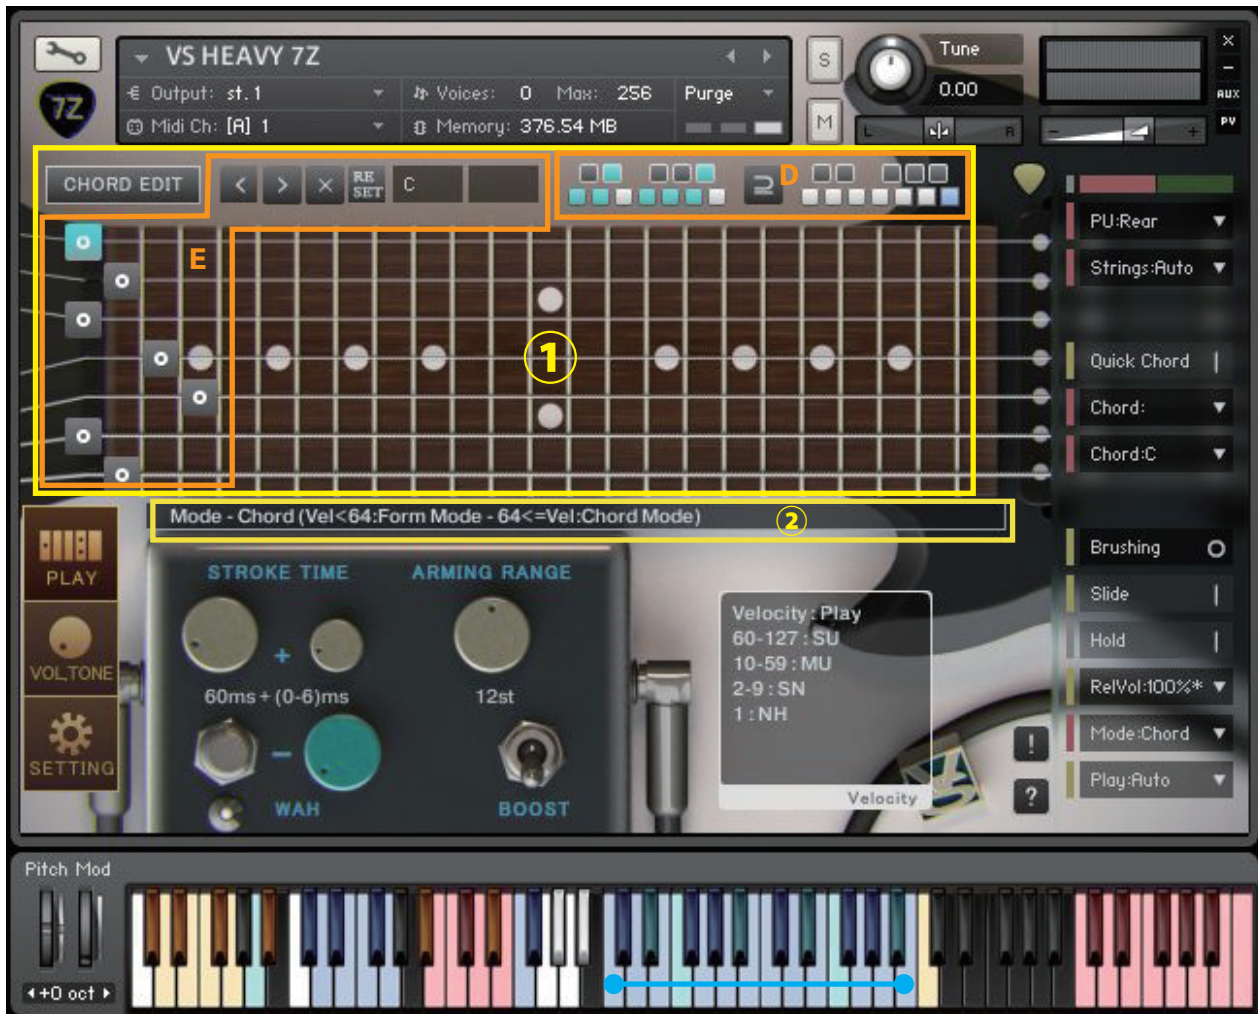 VS HEAVY 7Z
S
Tune
0.00
×
–
AUX
PV
7Z
Output: st.1
Voices: 0 Max: 256
Purge
Midi Ch: [A] 1
Memory: 376.54 MB
M
L
R
–
+
CHORD EDIT
<
>
×
RE
SET
C
D
E
①
PU:Rear
Strings:Auto
Quick Chord
Chord:
Chord:C
Mode - Chord (Vel<64:Form Mode - 64<=Vel:Chord Mode)
②
PLAY
VOL,TONE
SETTING
STROKE TIME
ARMING RANGE
+
60ms + (0-6)ms
12st
–
WAH
BOOST
Velocity : Play
60-127 : SU
10-59 : MU
2-9 : SN
1 : NH
Velocity
!
?
Brushing
Slide
Hold
RelVol:100%*
Mode:Chord
Play:Auto
Pitch Mod
+0 oct